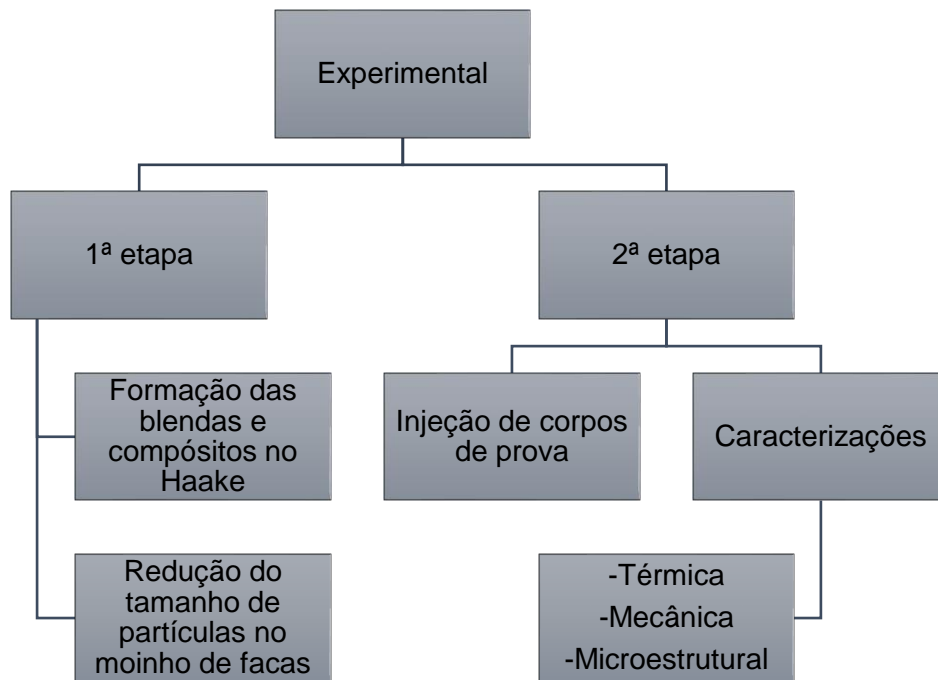 Experimental
1ª etapa
2ª etapa
Formação das
blendas e
compósitos no
Haake
Redução do
tamanho de
partículas no
moinho de facas
Injeção de corpos
de prova
Caracterizações
-Térmica
-Mecânica
-Microestrutural